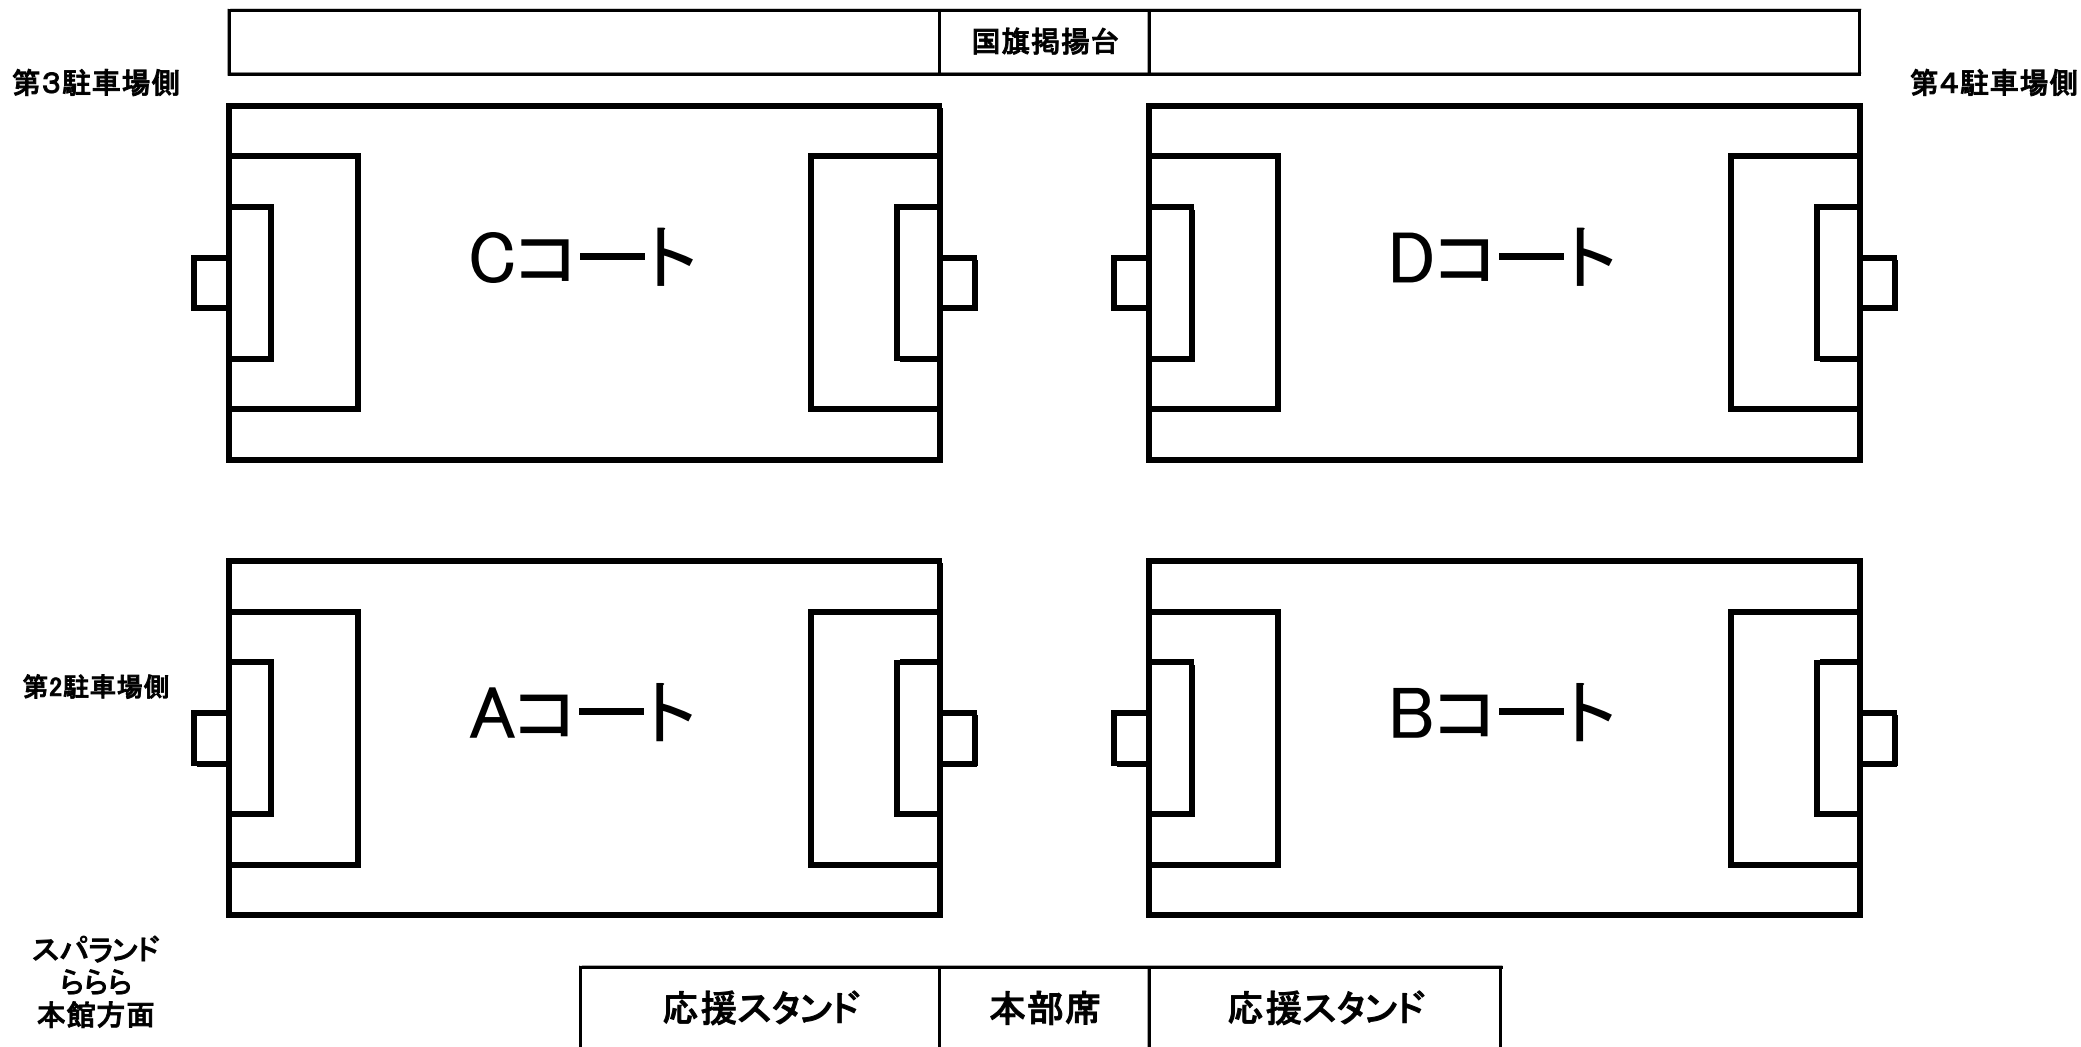 国旗掲揚台
第3駐車場側
第4駐車場側
Cコート
Dコート
第2駐車場側
Aコート
Bコート
スパランド
ららら
本館方面
応援スタンド
本部席
応援スタンド